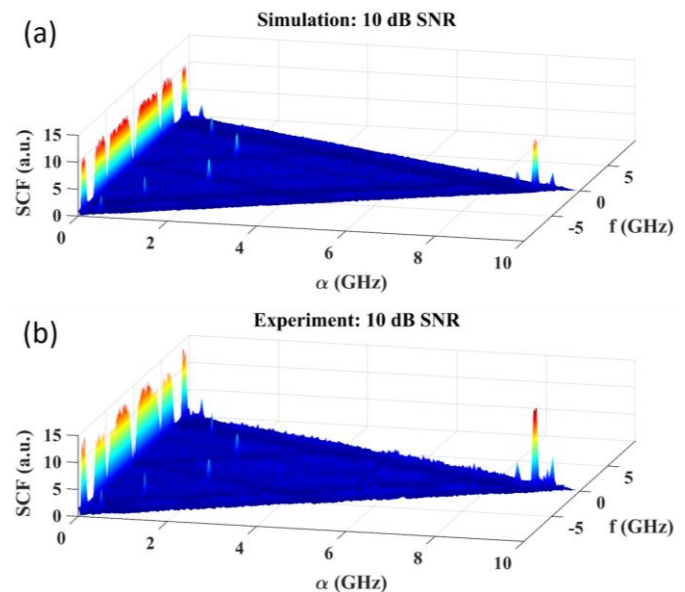 (a)
Simulation: 10 dB SNR
SCF (a.u.)
15
10
5
0
0
2
4
6
8
10
α (GHz)
-5
0
5
f (GHz)
(b)
Experiment: 10 dB SNR
SCF (a.u.)
15
10
5
0
0
2
4
6
8
10
α (GHz)
-5
0
5
f (GHz)